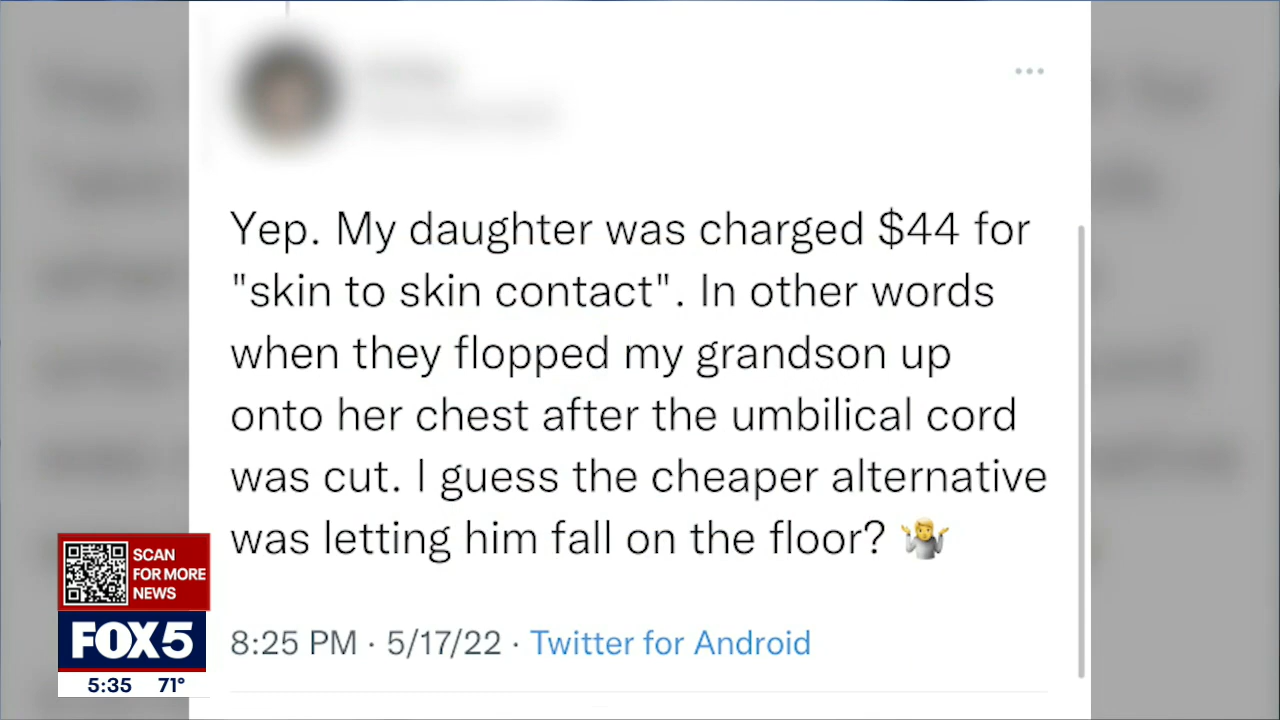 Yep. My daughter was charged $44 for
"skin to skin contact". In other words
when they flopped my grandson up
onto her chest after the umbilical cord
was cut. I guess the cheaper alternative
was letting him fall on the floor? 🤷
8:25 PM · 5/17/22 · Twitter for Android
SCAN
FOR MORE
NEWS
FOX5
5:35 71°